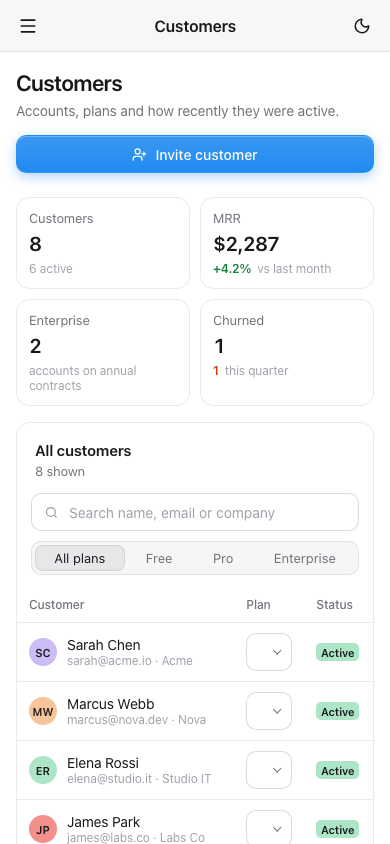 Customers
Customers
Accounts, plans and how recently they were active.
Invite customer
Customers
8
6 active
MRR
$2,287
+4.2% vs last month
Enterprise
2
accounts on annual
contracts
Churned
1
1 this quarter
All customers
8 shown
Search name, email or company
All plans Free Pro Enterprise
Customer Plan Status
SC Sarah Chen Active
sarah@acme.io · Acme
MW Marcus Webb Active
marcus@nova.dev · Nova
ER Elena Rossi Active
elena@studio.it · Studio IT
JP James Park Active
james@labs.co · Labs Co